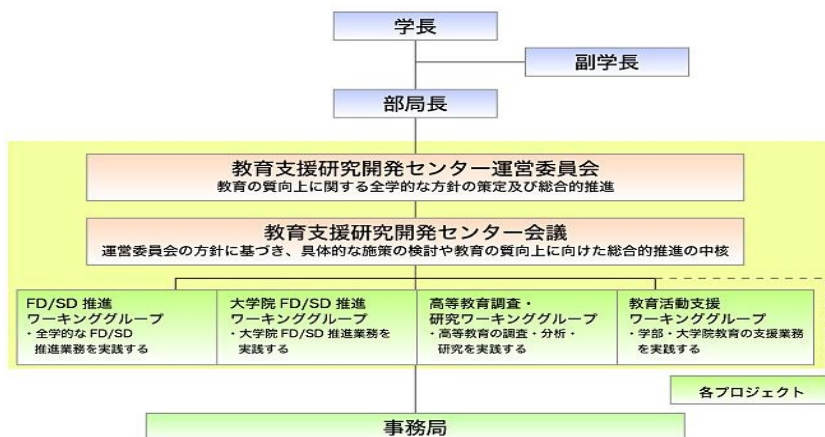 学長
副学長
部局長
教育支援研究開発センター運営委員会
教育の質向上に関する全学的な方針の策定及び総合的推進
教育支援研究開発センター会議
運営委員会の方針に基づき、具体的な施策の検討や教育の質向上に向けた総合的推進の中核
FD/SD 推進
ワーキンググループ
・全学的な FD/SD
推進業務を実践する
大学院 FD/SD 推進
ワーキンググループ
・大学院 FD/SD 推進業務を
実践する
高等教育調査・
研究ワーキンググループ
・高等教育の調査・分析・
研究を実践する
教育活動支援
ワーキンググループ
・学部・大学院教育の支援業務
を実践する
各プロジェクト
事務局